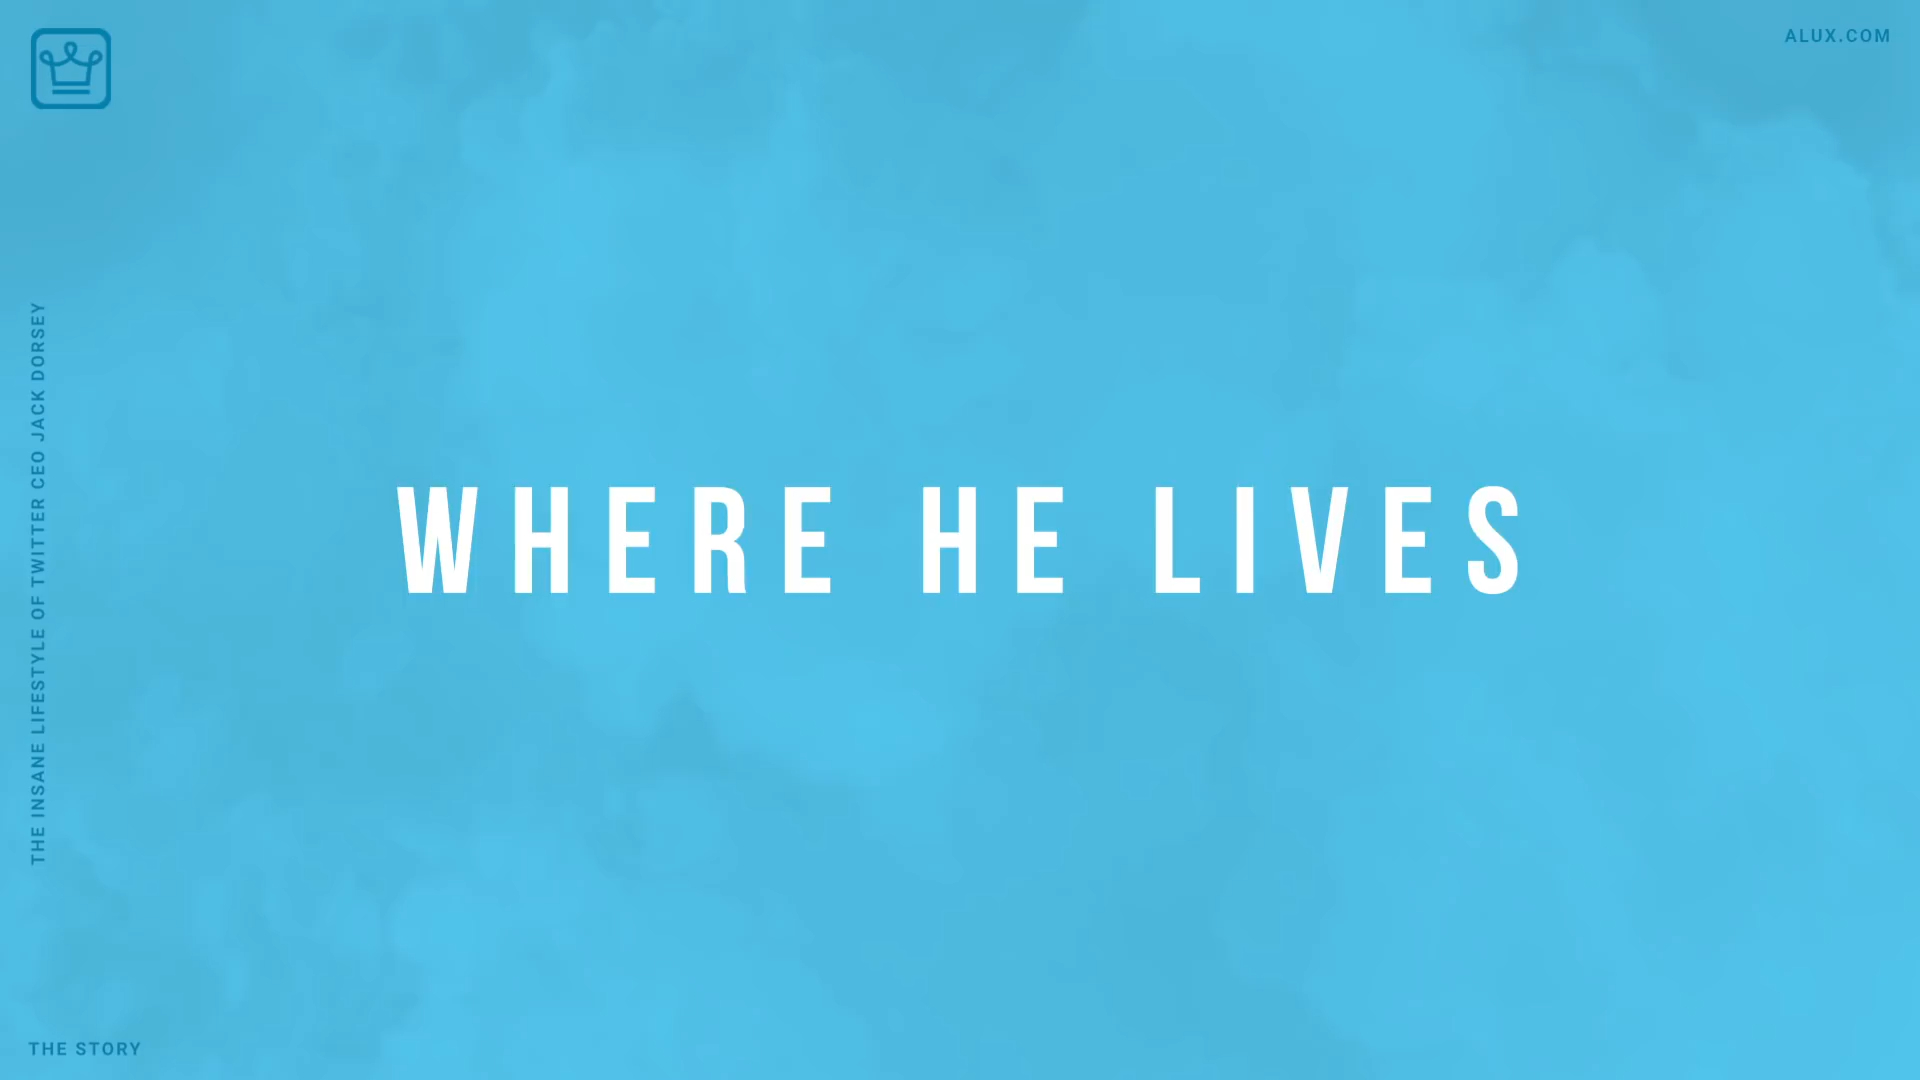 ALUX.COM
THE INSANE LIFESTYLE OF TWITTER CEO JACK DORSEY
WHERE HE LIVES
THE STORY